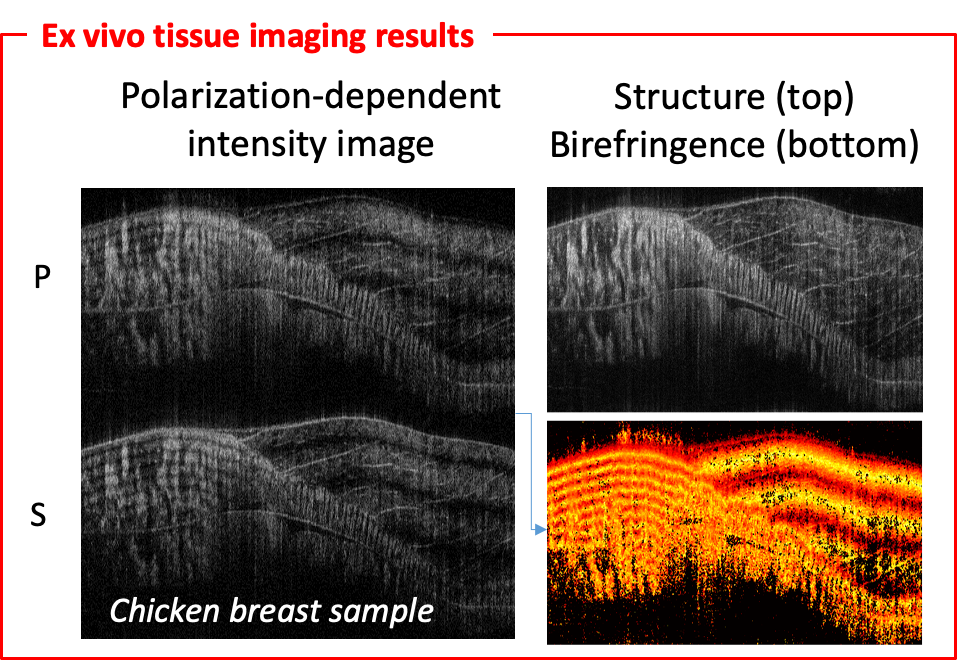 Ex vivo tissue imaging results
Polarization-dependent
intensity image
Structure (top)
Birefringence (bottom)
P
S
Chicken breast sample